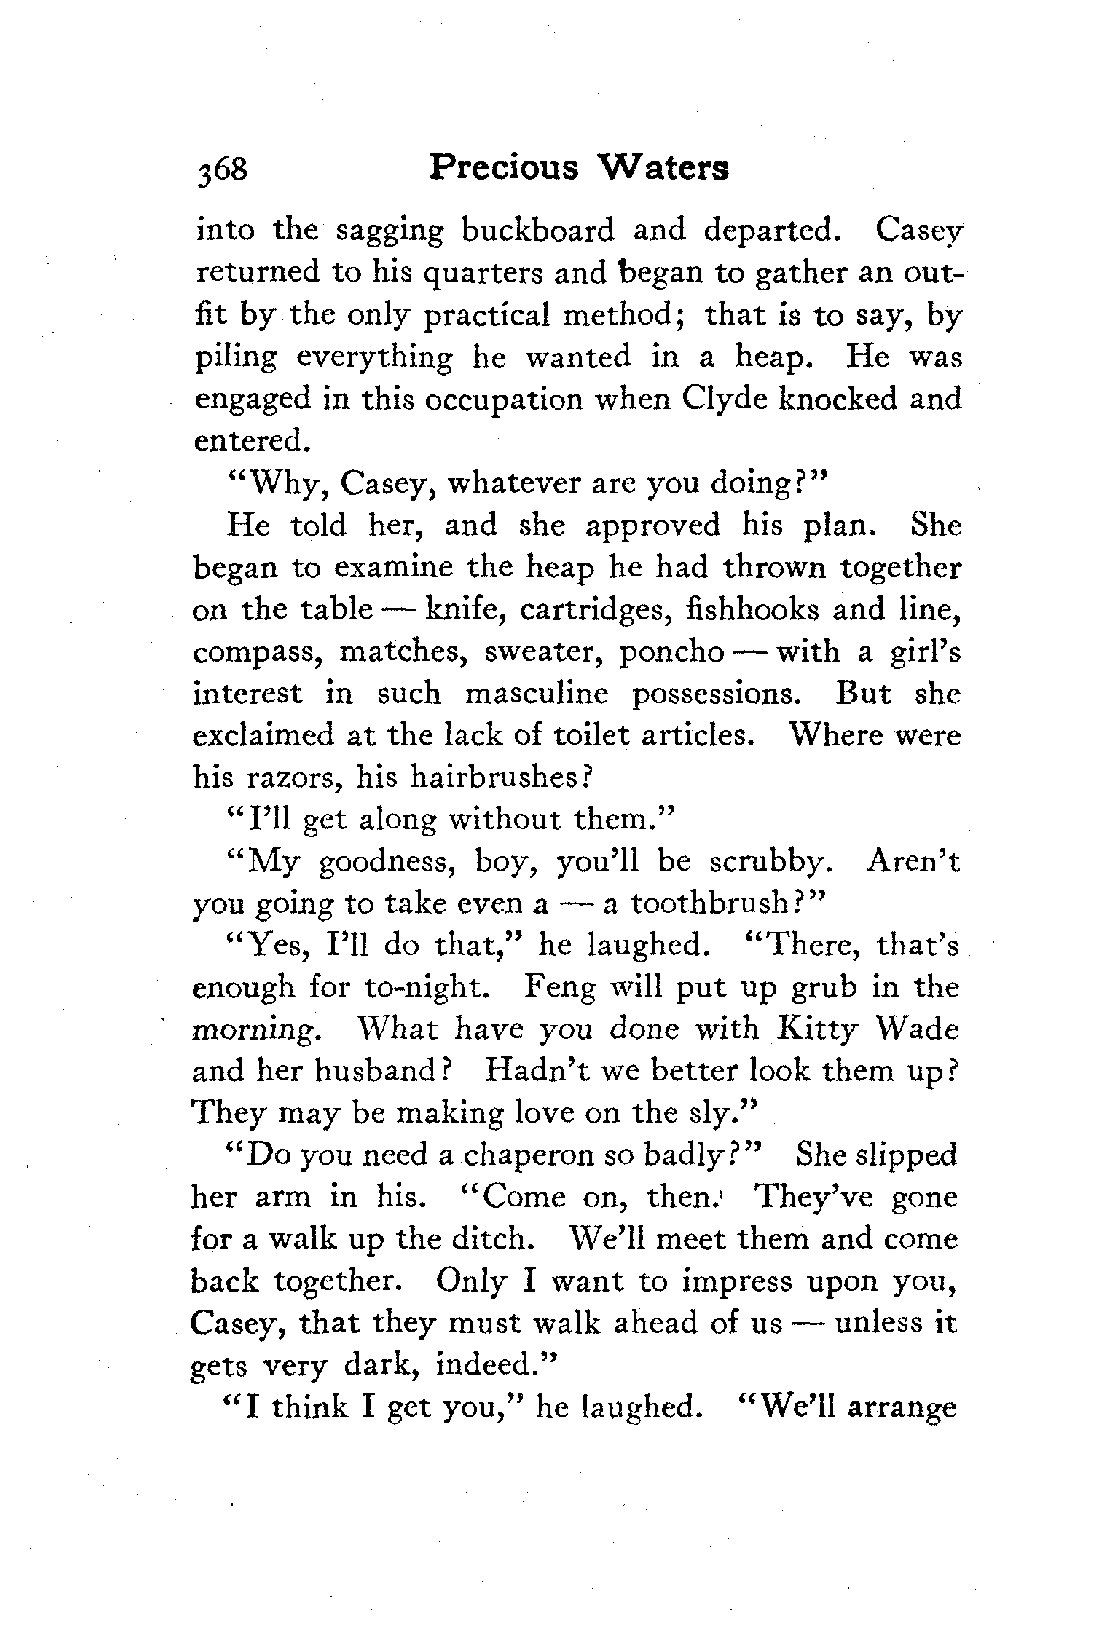 368 Precious Waters
into the sagging buckboard and departed. Casey
returned to his quarters and began to gather an out-
fit by the only practical method; that is to say, by
piling everything he wanted in a heap. He was
engaged in this occupation when Clyde knocked and
entered.
"Why, Casey, whatever are you doing?"
He told her, and she approved his plan. She
began to examine the heap he had thrown together
on the table — knife, cartridges, fishhooks and line,
compass, matches, sweater, poncho — with a girl's
interest in such masculine possessions. But she
exclaimed at the lack of toilet articles. Where were
his razors, his hairbrushes?
"I'll get along without them."
"My goodness, boy, you'll be scrubby. Aren't
you going to take even a — a toothbrush?"
"Yes, I'll do that," he laughed. "There, that's
enough for to-night. Feng will put up grub in the
morning. What have you done with Kitty Wade
and her husband? Hadn't we better look them up?
They may be making love on the sly."
"Do you need a chaperon so badly?" She slipped
her arm in his. "Come on, then. They've gone
for a walk up the ditch. We'll meet them and come
back together. Only I want to impress upon you,
Casey, that they must walk ahead of us — unless it
gets very dark, indeed."
"I think I get you," he laughed. "We'll arrange